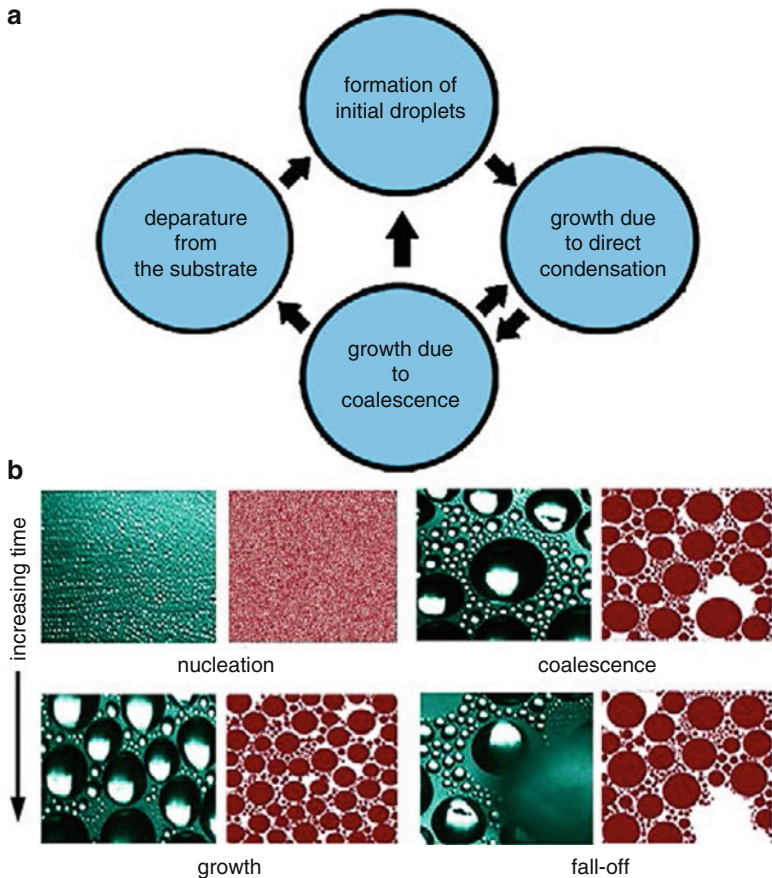 a
formation of
initial droplets
deparature
from
the substrate
growth due
to direct
condensation
growth due
to
coalescence
b
increasing time
nucleation
coalescence
growth
fall-off